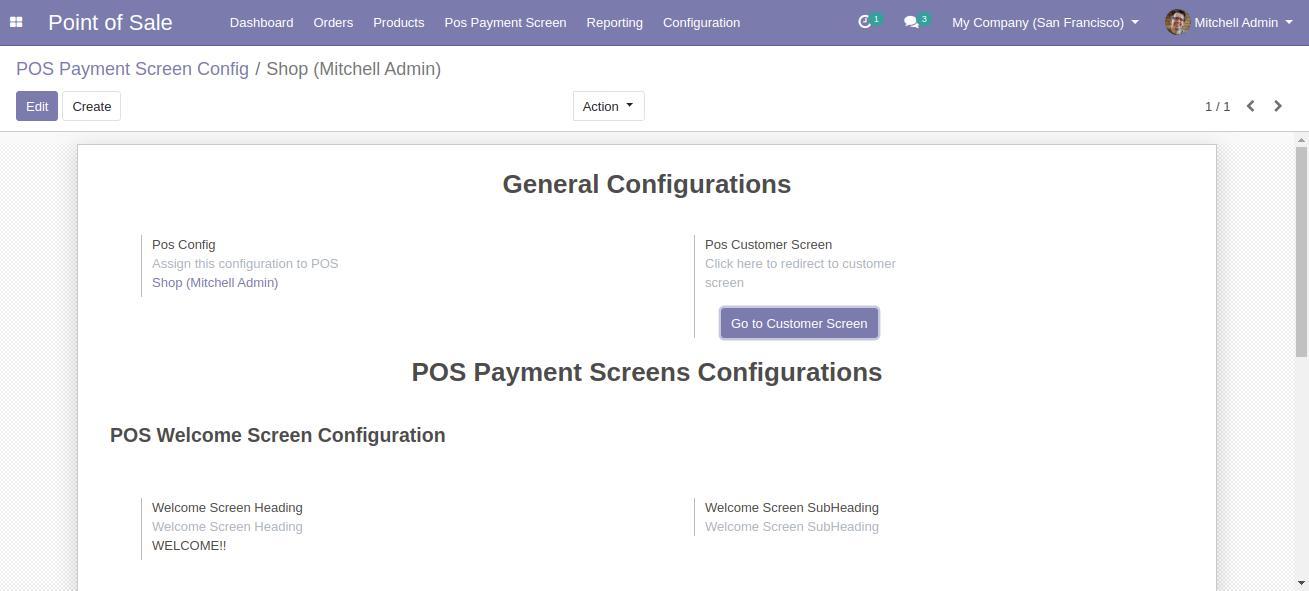 Point of Sale Dashboard Orders Products Pos Payment Screen Reporting Configuration 1 3 My Company (San Francisco) Mitchell Admin
POS Payment Screen Config / Shop (Mitchell Admin)
Edit Create Action 1 / 1
General Configurations
Pos Config
Assign this configuration to POS
Shop (Mitchell Admin)
Pos Customer Screen
Click here to redirect to customer
screen
Go to Customer Screen
POS Payment Screens Configurations
POS Welcome Screen Configuration
Welcome Screen Heading
Welcome Screen Heading
WELCOME!!
Welcome Screen SubHeading
Welcome Screen SubHeading